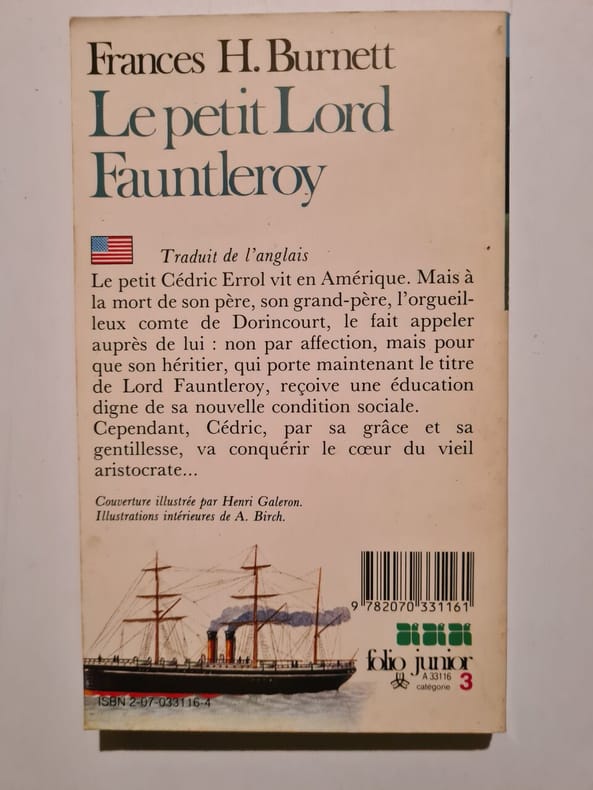 Frances H. Burnett
Le petit Lord
Fauntleroy
Traduit de l'anglais
Le petit Cédric Errol vit en Amérique. Mais à
la mort de son père, son grand-père, l'orgueil-
leux comte de Dorincourt, le fait appeler
auprès de lui : non par affection, mais pour
que son héritier, qui porte maintenant le titre
de Lord Fauntleroy, reçoive une éducation
digne de sa nouvelle condition sociale.
Cependant, Cédric, par sa grâce et sa
gentillesse, va conquérir le cœur du vieil
aristocrate...
Couverture illustrée par Henri Galeron.
Illustrations intérieures de A. Birch.
9 782070 331161
folio junior
A 33116
catégorie 3
ISBN 2-07-033116-4